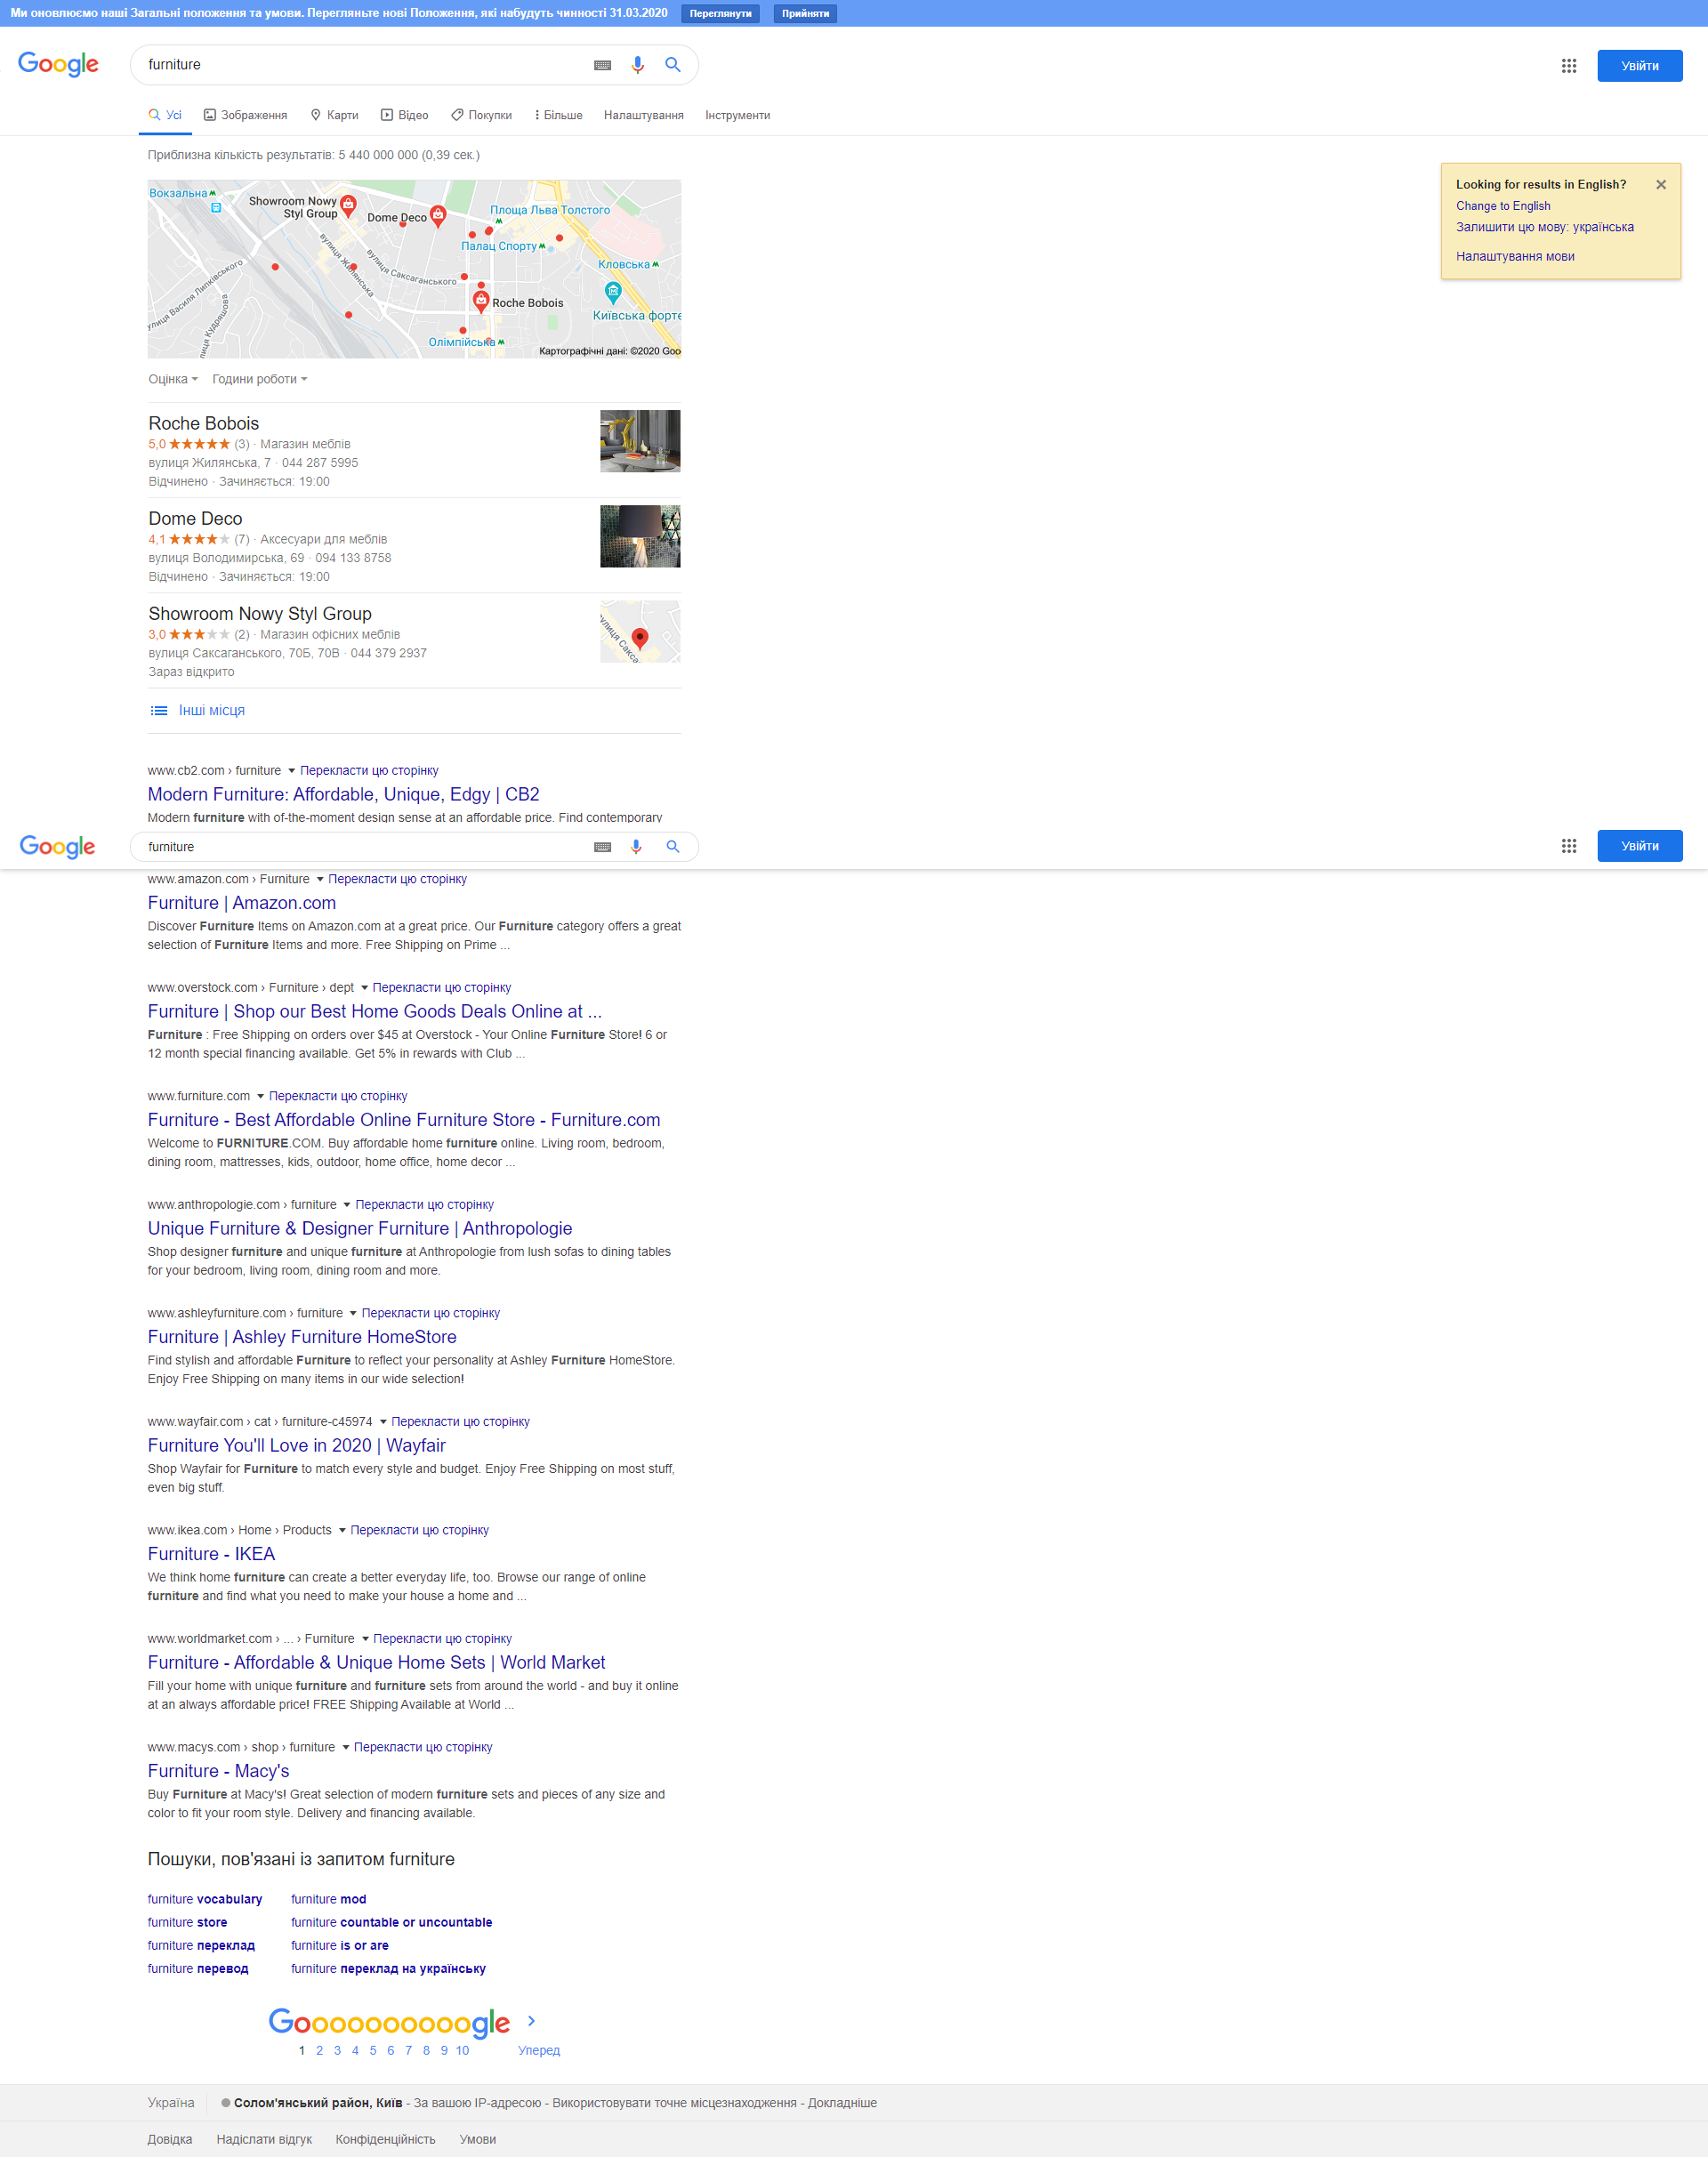 Ми оновлюємо наші Загальні положення та умови. Перегляньте нові Положення, які набудуть чинності 31.03.2020 Переглянути Прийняти
Google furniture Увійти
Усі Зображення Карти Відео Покупки Більше Налаштування Інструменти
Приблизна кількість результатів: 5 440 000 000 (0,39 сек.)
Looking for results in English?
Change to English
Залишити цю мову: українська
Налаштування мови
Вокзальна
Showroom Nowy
Styl Group
Dome Deco
Площа Льва Толстого
Палац Спорту
вулиця Жилянська
вулиця Саксаганського
Кловська
вулиця Василя Липківського
Roche Bobois
Київська форте
Олімпійська
Картографічні дані: ©2020 Goo
Оцінка Години роботи
Roche Bobois
5,0 (3) · Магазин меблів
вулиця Жилянська, 7 · 044 287 5995
Відчинено · Зачиняється: 19:00
Dome Deco
4,1 (7) · Аксесуари для меблів
вулиця Володимирська, 69 · 094 133 8758
Відчинено · Зачиняється: 19:00
Showroom Nowy Styl Group
3,0 (2) · Магазин офісних меблів
вулиця Саксаганського, 70Б, 70В · 044 379 2937
Зараз відкрито
Інші місця
www.cb2.com › furniture Перекласти цю сторінку
Modern Furniture: Affordable, Unique, Edgy | CB2
Modern furniture with of-the-moment design sense at an affordable price. Find contemporary
Google furniture Увійти
www.amazon.com › Furniture Перекласти цю сторінку
Furniture | Amazon.com
Discover Furniture Items on Amazon.com at a great price. Our Furniture category offers a great
selection of Furniture Items and more. Free Shipping on Prime ...
www.overstock.com › Furniture › dept Перекласти цю сторінку
Furniture | Shop our Best Home Goods Deals Online at ...
Furniture : Free Shipping on orders over $45 at Overstock - Your Online Furniture Store! 6 or
12 month special financing available. Get 5% in rewards with Club ...
www.furniture.com Перекласти цю сторінку
Furniture - Best Affordable Online Furniture Store - Furniture.com
Welcome to FURNITURE.COM. Buy affordable home furniture online. Living room, bedroom,
dining room, mattresses, kids, outdoor, home office, home decor ...
www.anthropologie.com › furniture Перекласти цю сторінку
Unique Furniture & Designer Furniture | Anthropologie
Shop designer furniture and unique furniture at Anthropologie from lush sofas to dining tables
for your bedroom, living room, dining room and more.
www.ashleyfurniture.com › furniture Перекласти цю сторінку
Furniture | Ashley Furniture HomeStore
Find stylish and affordable Furniture to reflect your personality at Ashley Furniture HomeStore.
Enjoy Free Shipping on many items in our wide selection!
www.wayfair.com › cat › furniture-c45974 Перекласти цю сторінку
Furniture You'll Love in 2020 | Wayfair
Shop Wayfair for Furniture to match every style and budget. Enjoy Free Shipping on most stuff,
even big stuff.
www.ikea.com › Home › Products Перекласти цю сторінку
Furniture - IKEA
We think home furniture can create a better everyday life, too. Browse our range of online
furniture and find what you need to make your house a home and ...
www.worldmarket.com › ... › Furniture Перекласти цю сторінку
Furniture - Affordable & Unique Home Sets | World Market
Fill your home with unique furniture and furniture sets from around the world - and buy it online
at an always affordable price! FREE Shipping Available at World ...
www.macys.com › shop › furniture Перекласти цю сторінку
Furniture - Macy's
Buy Furniture at Macy's! Great selection of modern furniture sets and pieces of any size and
color to fit your room style. Delivery and financing available.
Пошуки, пов'язані із запитом furniture
furniture vocabulary furniture mod
furniture store furniture countable or uncountable
furniture переклад furniture is or are
furniture перевод furniture переклад на українську
Goooooooooogle
1 2 3 4 5 6 7 8 9 10 Уперед
Україна Солом'янський район, Київ - За вашою IP-адресою - Використовувати точне місцезнаходження - Докладніше
Довідка Надіслати відгук Конфіденційність Умови